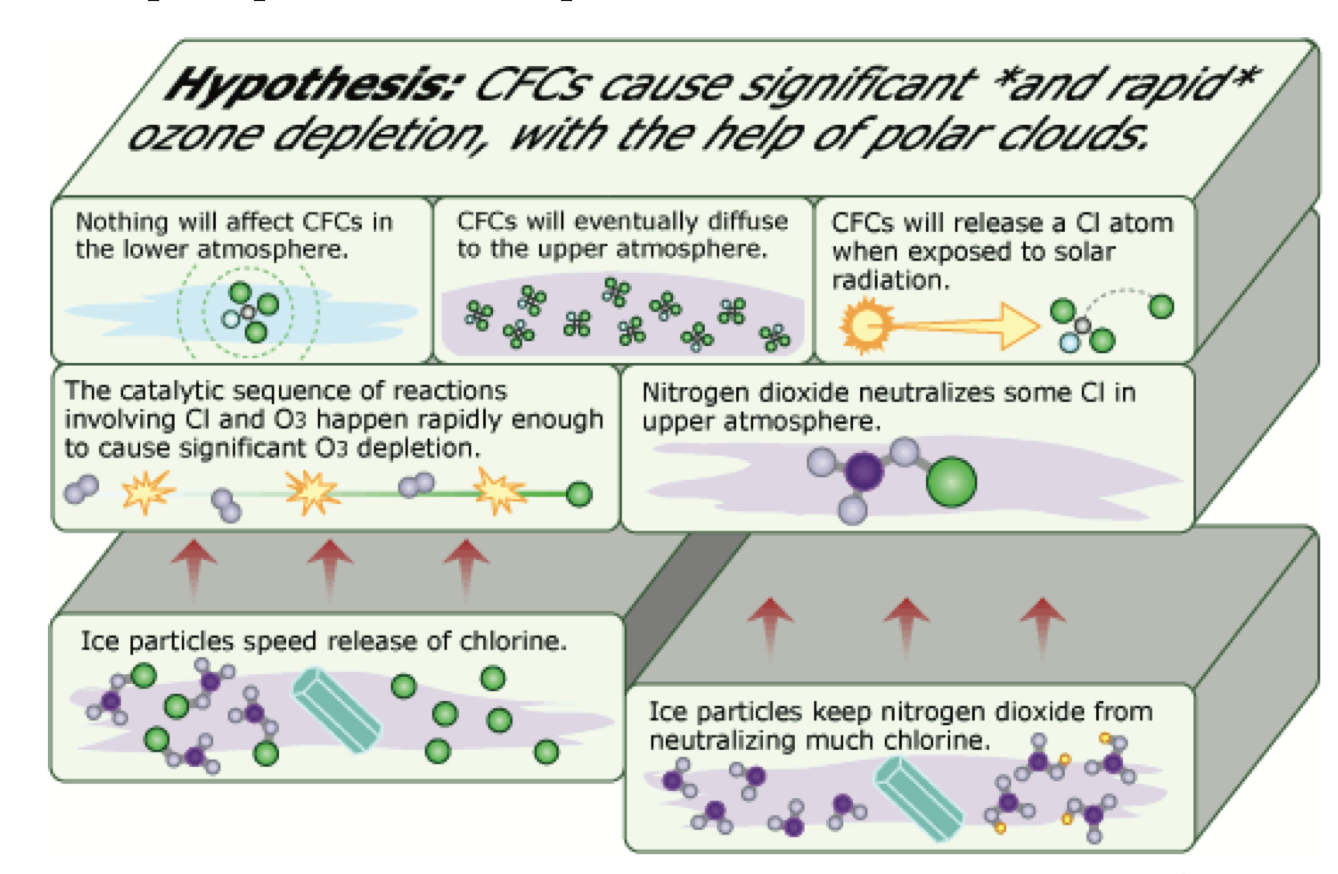 Hypothesis: CFCs cause significant *and rapid*
ozone depletion, with the help of polar clouds.
Nothing will affect CFCs in
the lower atmosphere.
CFCs will eventually diffuse
to the upper atmosphere.
CFCs will release a Cl atom
when exposed to solar
radiation.
The catalytic sequence of reactions
involving Cl and O3 happen rapidly enough
to cause significant O3 depletion.
Nitrogen dioxide neutralizes some Cl in
upper atmosphere.
Ice particles speed release of chlorine.
Ice particles keep nitrogen dioxide from
neutralizing much chlorine.